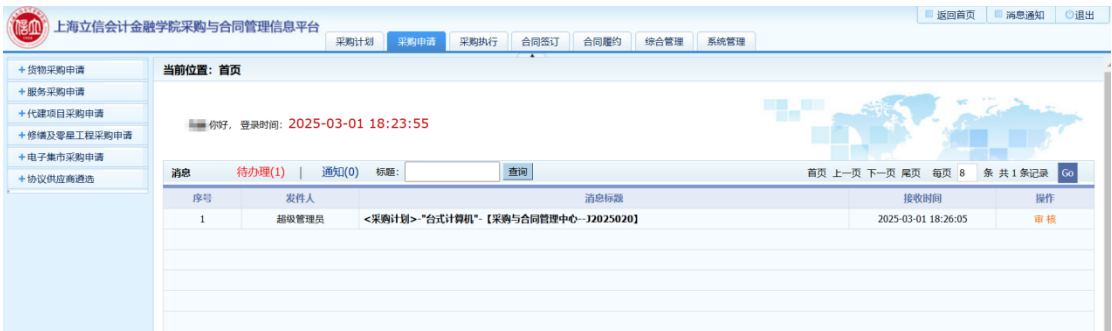 上海立信会计金融学院采购与合同管理信息平台
返回首页 消息通知 退出
采购计划 采购申请 采购执行 合同签订 合同履约 综合管理 系统管理
+货物采购申请
+服务采购申请
+代建项目采购申请
+修缮及零星工程采购申请
+电子集市采购申请
+协议供应商遴选
当前位置：首页
你好， 登录时间：2025-03-01 18:23:55
消息 待办理(1) | 通知(0) 标题： 查询 首页 上一页 下一页 尾页 每页 8 条 共1条记录 Go
序号 发件人 消息标题 接收时间 操作
1 超级管理员 <采购计划>-"台式计算机"-【采购与合同管理中心--J2025020】 2025-03-01 18:26:05 审 核